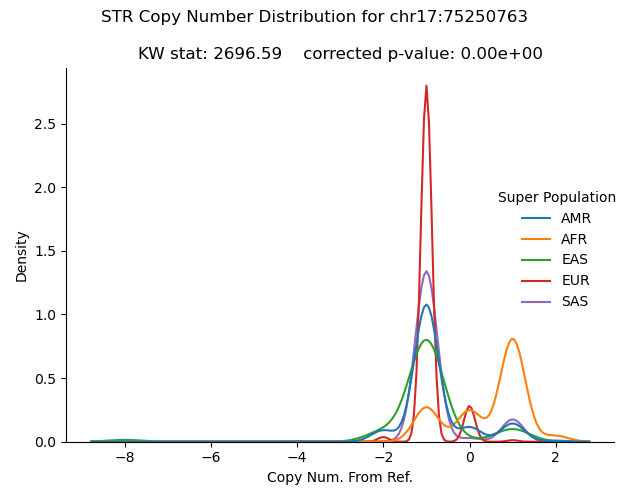 STR Copy Number Distribution for chr17:75250763
KW stat: 2696.59    corrected p-value: 0.00e+00
Density
2.5
2.0
1.5
1.0
0.5
0.0
−8
−6
−4
−2
0
2
Copy Num. From Ref.
Super Population
AMR
AFR
EAS
EUR
SAS